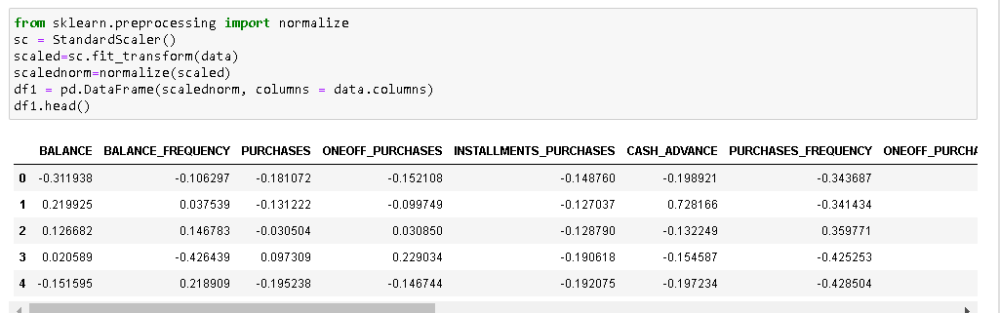 from sklearn.preprocessing import normalize
sc = StandardScaler()
scaled=sc.fit_transform(data)
scalednorm=normalize(scaled)
df1 = pd.DataFrame(scalednorm, columns = data.columns)
df1.head()
BALANCE BALANCE_FREQUENCY PURCHASES ONEOFF_PURCHASES INSTALLMENTS_PURCHASES CASH_ADVANCE PURCHASES_FREQUENCY ONEOFF_PURCHA
0 -0.311938 -0.106297 -0.181072 -0.152108 -0.148760 -0.198921 -0.343687
1 0.219925 0.037539 -0.131222 -0.099749 -0.127037 0.728166 -0.341434
2 0.126682 0.146783 -0.030504 0.030850 -0.128790 -0.132249 0.359771
3 0.020589 -0.426439 0.097309 0.229034 -0.190618 -0.154587 -0.425253
4 -0.151595 0.218909 -0.195238 -0.146744 -0.192075 -0.197234 -0.428504